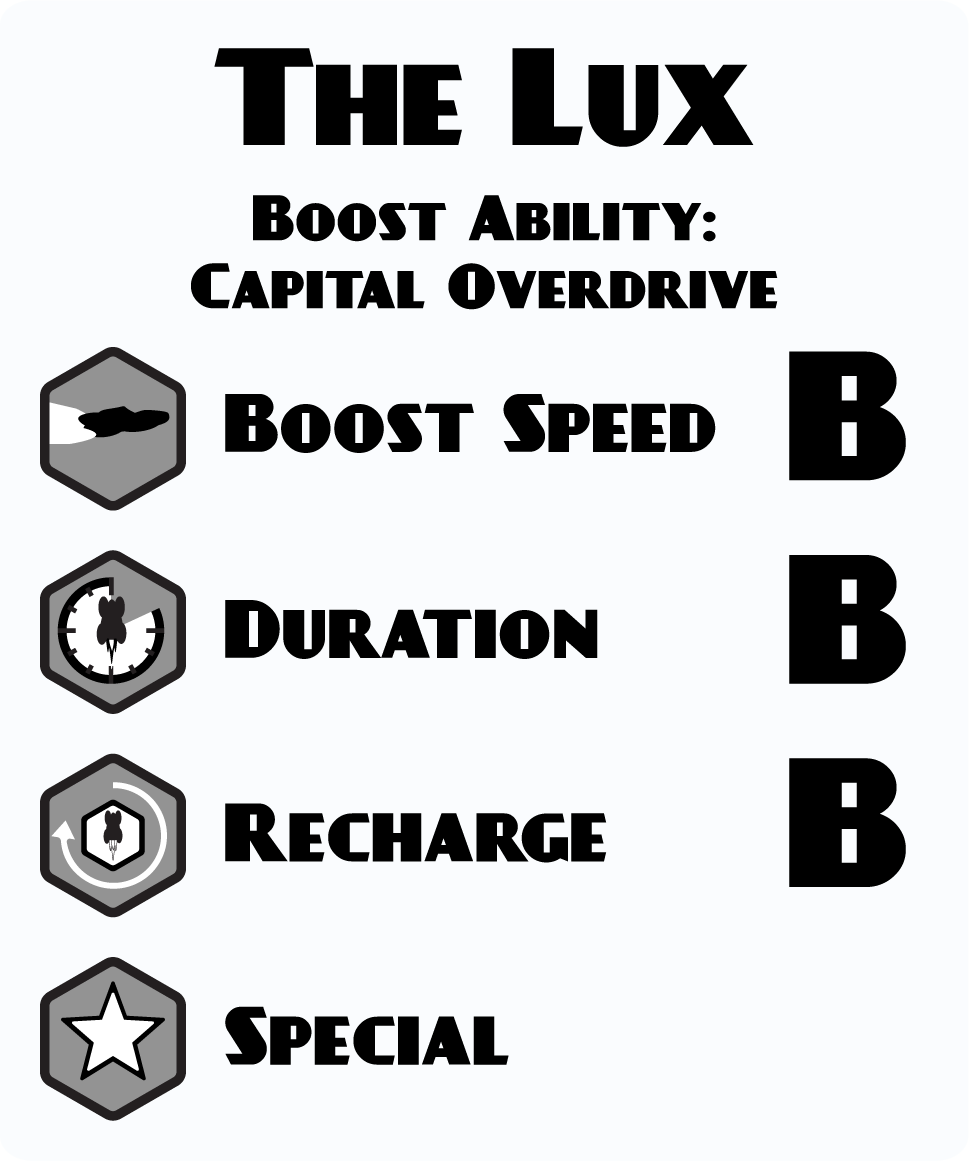 The Lux
Boost Ability:
Capital Overdrive
Boost Speed B
Duration B
Recharge B
Special